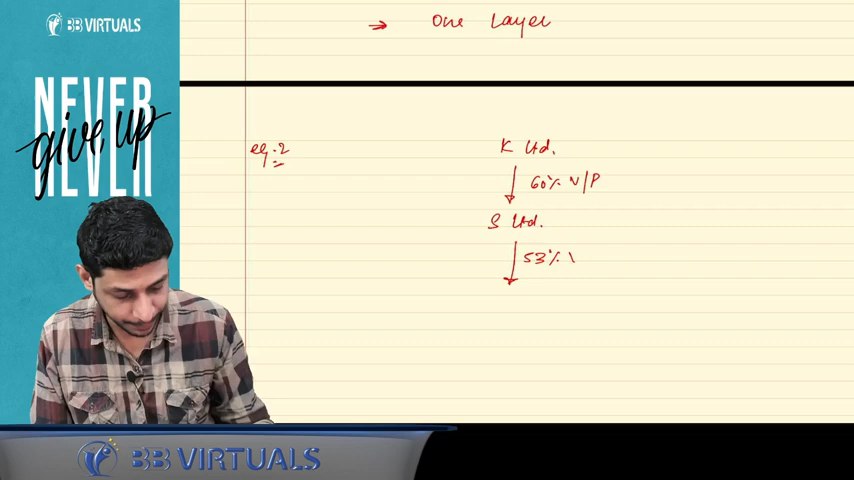 BB VIRTUALS
NEVER
give up
NEVER
→ One Layer
eg.2
K Ltd.
60% V/P
S Ltd.
53% \
BB VIRTUALS